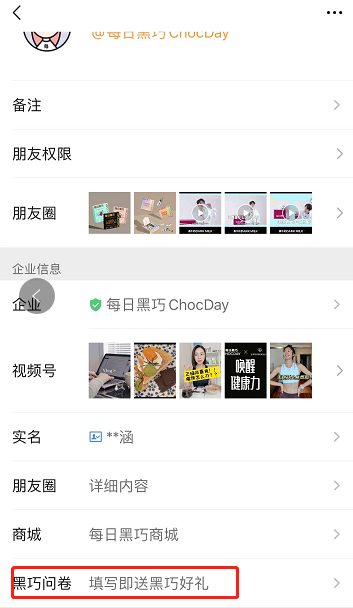 @每日黑巧 ChocDay
备注
朋友权限
朋友圈
企业信息
企业 每日黑巧 ChocDay
视频号
唤醒
健康力
实名 **涵
朋友圈 详细内容
商城 每日黑巧商城
黑巧问卷 填写即送黑巧好礼